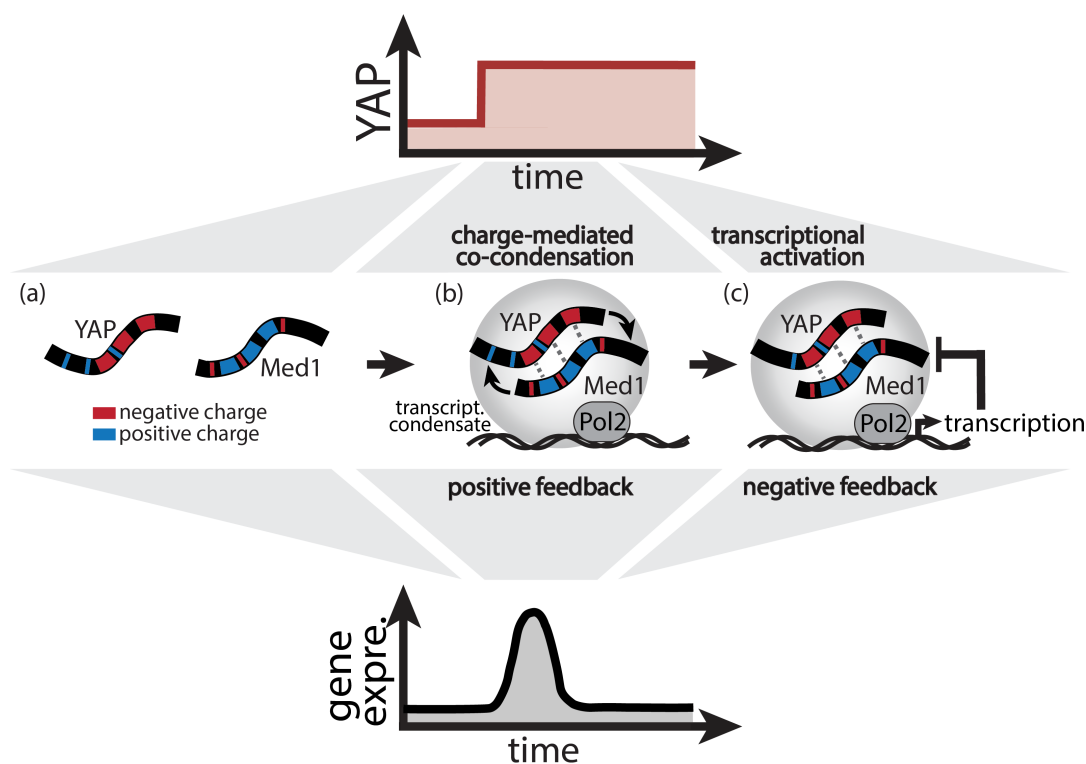 YAP
time
charge-mediated
co-condensation
transcriptional
activation
(a)
YAP
Med1
negative charge
positive charge
(b)
YAP
Med1
transcript.
condensate
Pol2
(c)
YAP
Med1
Pol2
transcription
positive feedback
negative feedback
gene
expre.
time